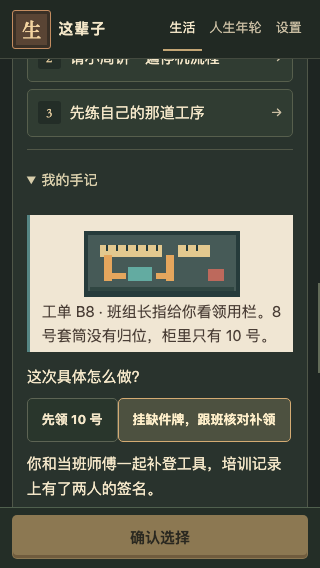 生 这辈子 生活 人生年轮 设置
3 先练自己的那道工序 →
▼ 我的手记
工单 B8 · 班组长指给你看领用栏。8
号套筒没有归位，柜里只有 10 号。
这次具体怎么做？
先领 10 号 挂缺件牌，跟班核对补领
你和当班师傅一起补登工具，培训记录
上有了两人的签名。
确认选择